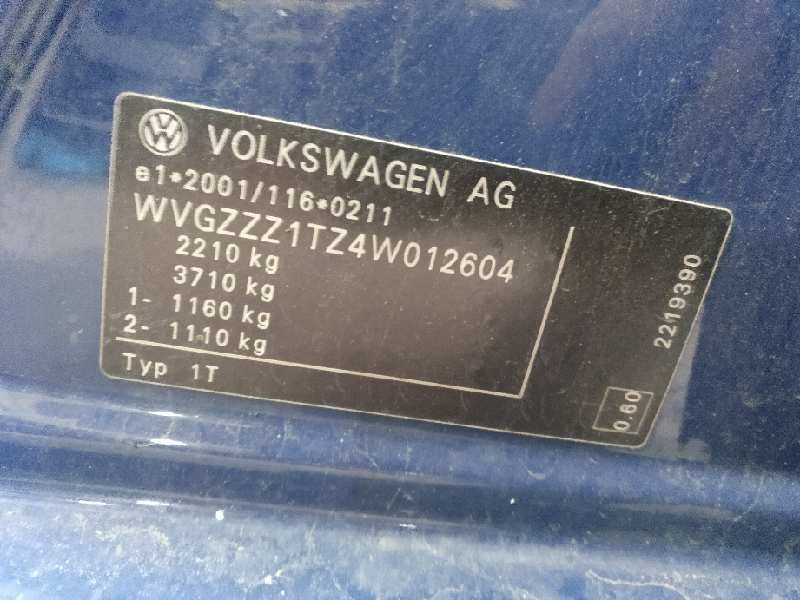 VOLKSWAGEN AG
e1*2001/116*0211
WVGZZZ1TZ4W012604
2210 kg
3710 kg
1- 1160 kg
2- 1110 kg
Typ 1T
2219390
0.60